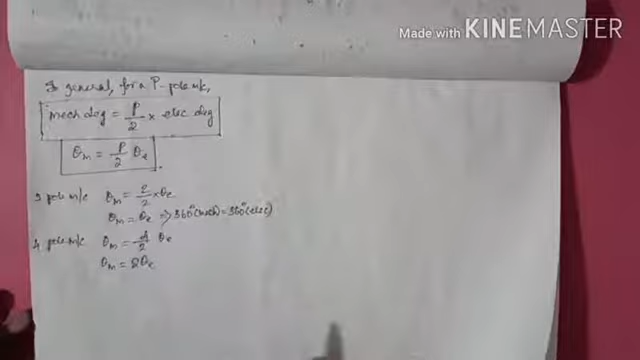 Made with KINEMASTER
In general, for a P-pole m/c,
mech deg = P/2 × elec deg
θm = P/2 θe
2 pole m/c θm = 2/2 × θe
θm = θe ⇒ 360°(mech) = 360°(elec)
4 pole m/c θm = 4/2 θe
θm = 2θe